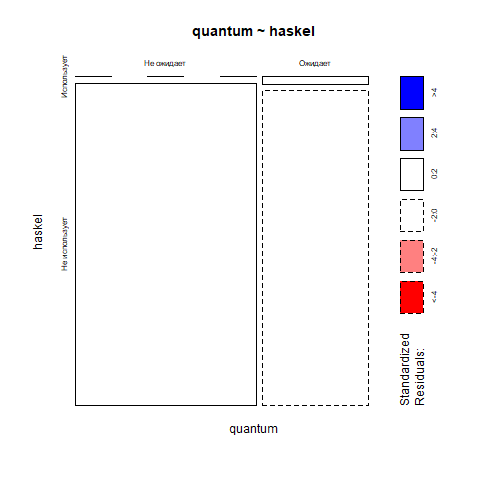 quantum ~ haskel
Не ожидает
Ожидает
Использует
Не использует
haskel
quantum
>4
2:4
0:2
-2:0
-4:-2
<-4
Standardized
Residuals: